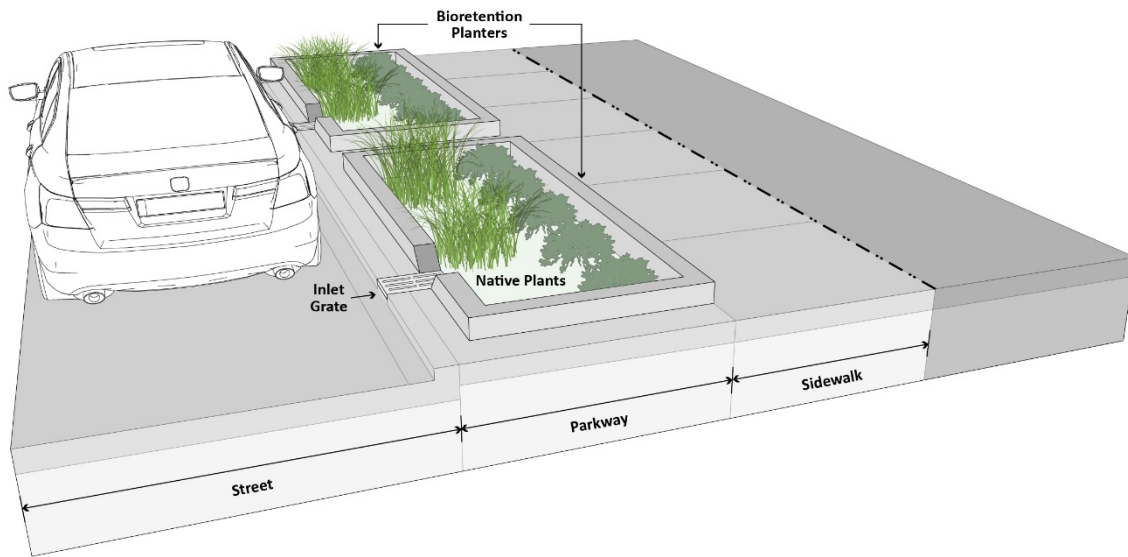 Bioretention
Planters
Inlet
Grate
Native Plants
Sidewalk
Parkway
Street